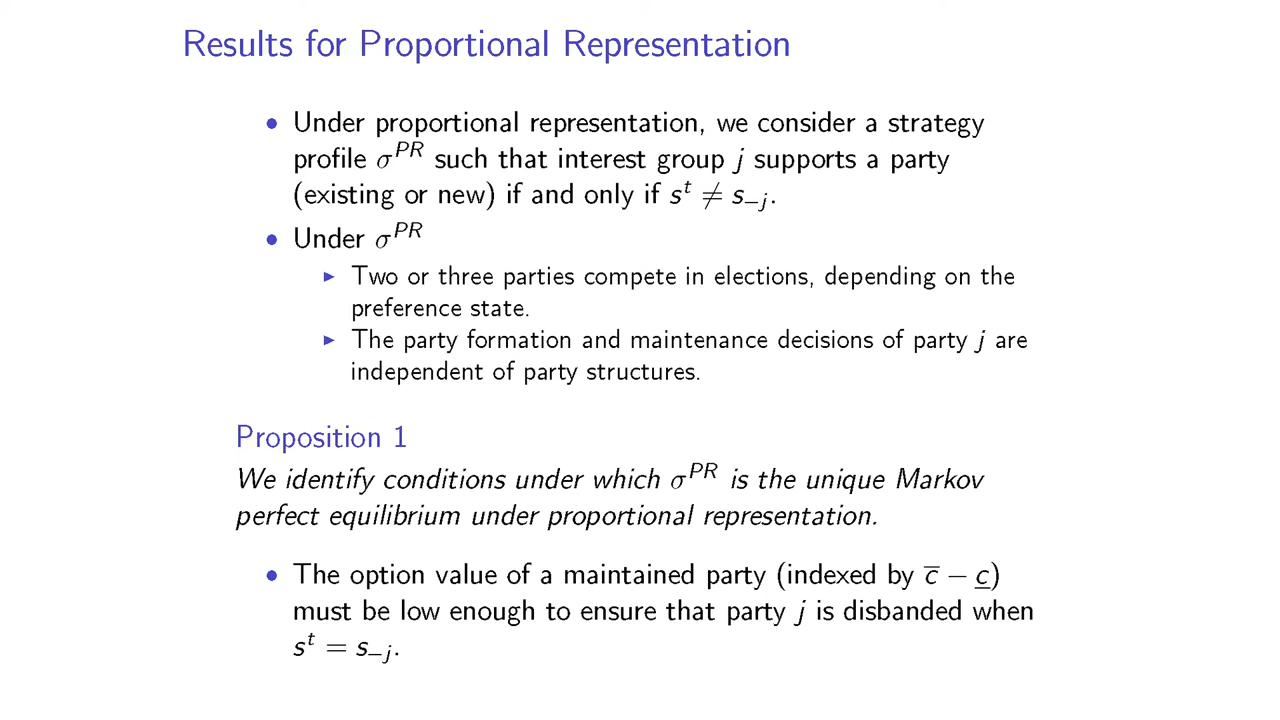 Results for Proportional Representation
• Under proportional representation, we consider a strategy
profile σ^PR such that interest group j supports a party
(existing or new) if and only if s^t ≠ s_−j.
• Under σ^PR
▶ Two or three parties compete in elections, depending on the
preference state.
▶ The party formation and maintenance decisions of party j are
independent of party structures.
Proposition 1
We identify conditions under which σ^PR is the unique Markov
perfect equilibrium under proportional representation.
• The option value of a maintained party (indexed by c̅ − c̲)
must be low enough to ensure that party j is disbanded when
s^t = s_−j.